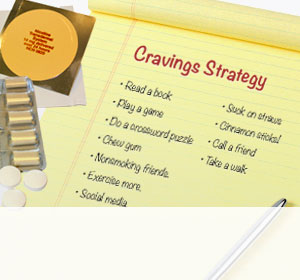 Cravings Strategy
• Read a book
• Play a game
• Do a crossword puzzle
• Chew gum
• Nonsmoking friends.
• Exercise more.
• Social media
• Suck on straws
• Cinnamon sticks!
• Call a friend
• Take a walk